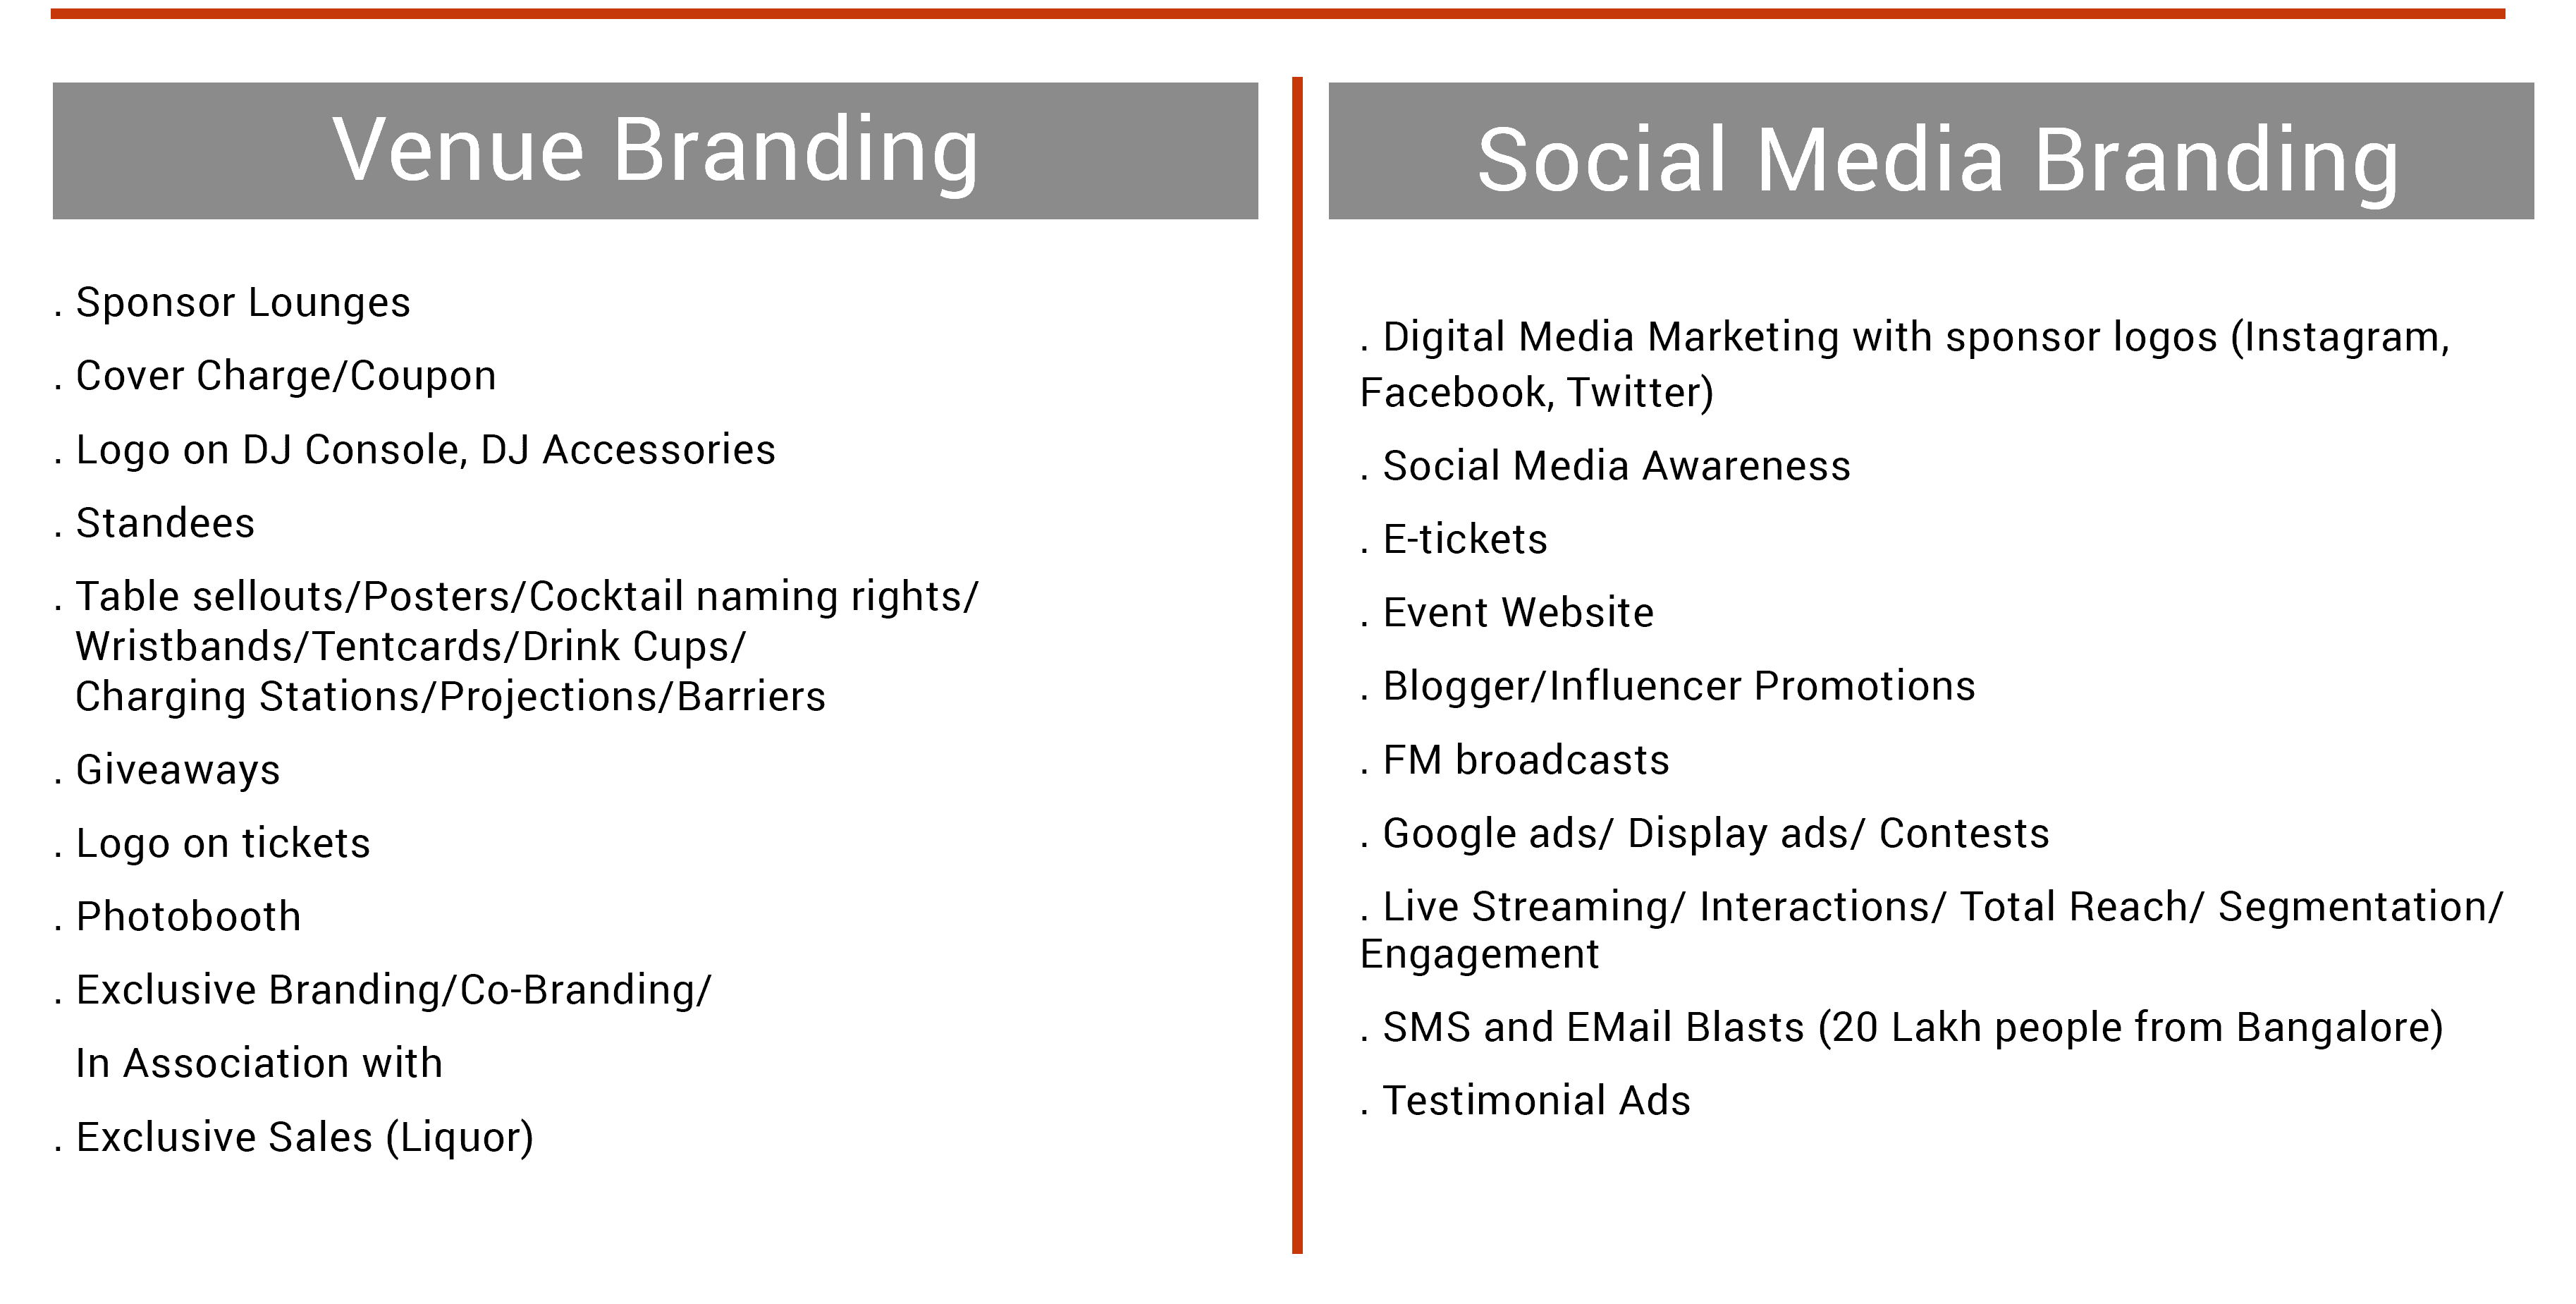 Venue Branding
. Sponsor Lounges
. Cover Charge/Coupon
. Logo on DJ Console, DJ Accessories
. Standees
. Table sellouts/Posters/Cocktail naming rights/
Wristbands/Tentcards/Drink Cups/
Charging Stations/Projections/Barriers
. Giveaways
. Logo on tickets
. Photobooth
. Exclusive Branding/Co-Branding/
In Association with
. Exclusive Sales (Liquor)
Social Media Branding
. Digital Media Marketing with sponsor logos (Instagram,
Facebook, Twitter)
. Social Media Awareness
. E-tickets
. Event Website
. Blogger/Influencer Promotions
. FM broadcasts
. Google ads/ Display ads/ Contests
. Live Streaming/ Interactions/ Total Reach/ Segmentation/
Engagement
. SMS and EMail Blasts (20 Lakh people from Bangalore)
. Testimonial Ads